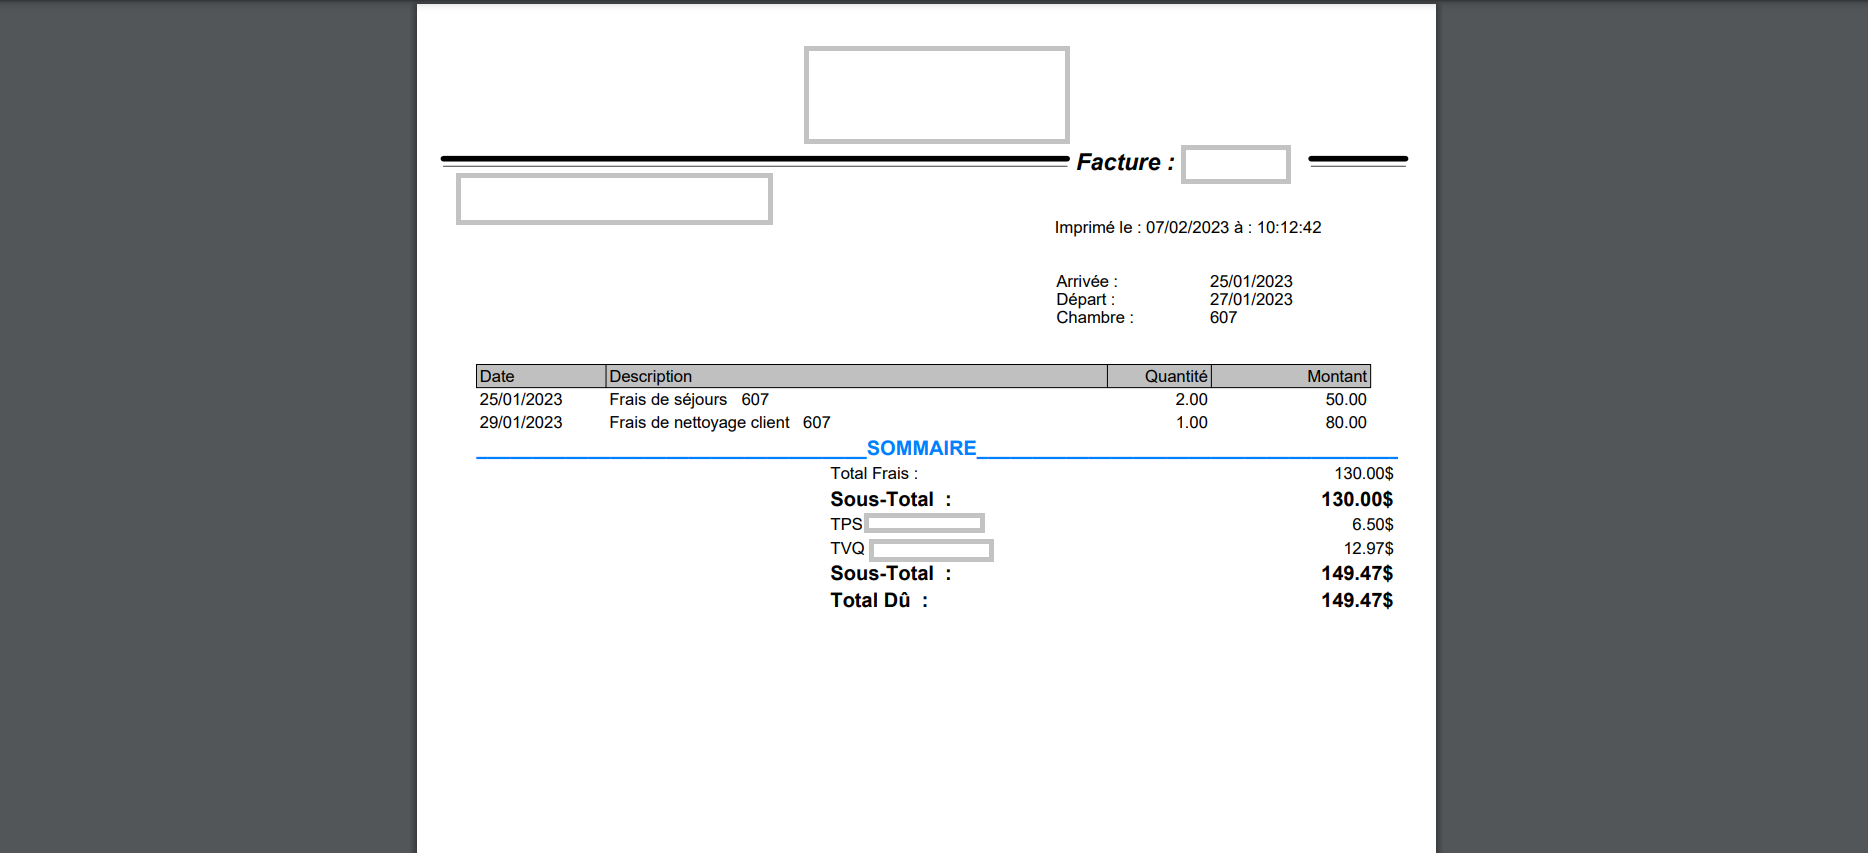 Facture :
Imprimé le : 07/02/2023 à : 10:12:42
Arrivée : 25/01/2023
Départ : 27/01/2023
Chambre : 607
Date Description Quantité Montant
25/01/2023 Frais de séjours 607 2.00 50.00
29/01/2023 Frais de nettoyage client 607 1.00 80.00
SOMMAIRE
Total Frais : 130.00$
Sous-Total : 130.00$
TPS 6.50$
TVQ 12.97$
Sous-Total : 149.47$
Total Dû : 149.47$